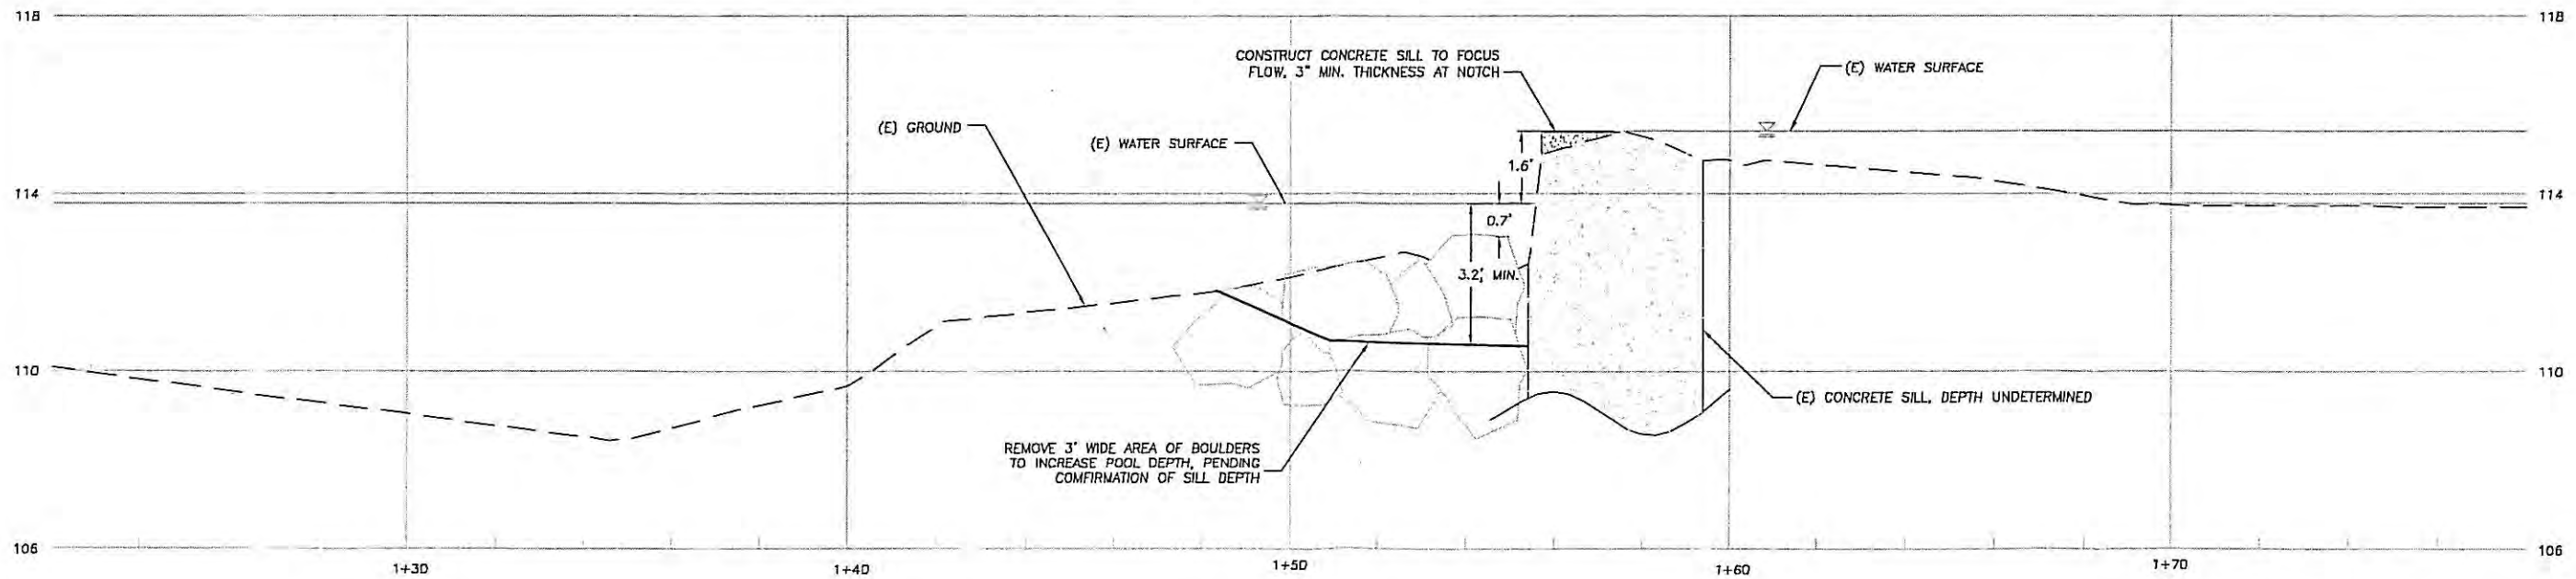 118
118
CONSTRUCT CONCRETE SILL TO FOCUS
FLOW, 3" MIN. THICKNESS AT NOTCH
(E) WATER SURFACE
(E) GROUND
(E) WATER SURFACE
1.6'
114
114
0.7'
3.2', MIN.
110
110
(E) CONCRETE SILL, DEPTH UNDETERMINED
REMOVE 3' WIDE AREA OF BOULDERS
TO INCREASE POOL DEPTH, PENDING
COMFIRMATION OF SILL DEPTH
106
106
1+30
1+40
1+50
1+60
1+70